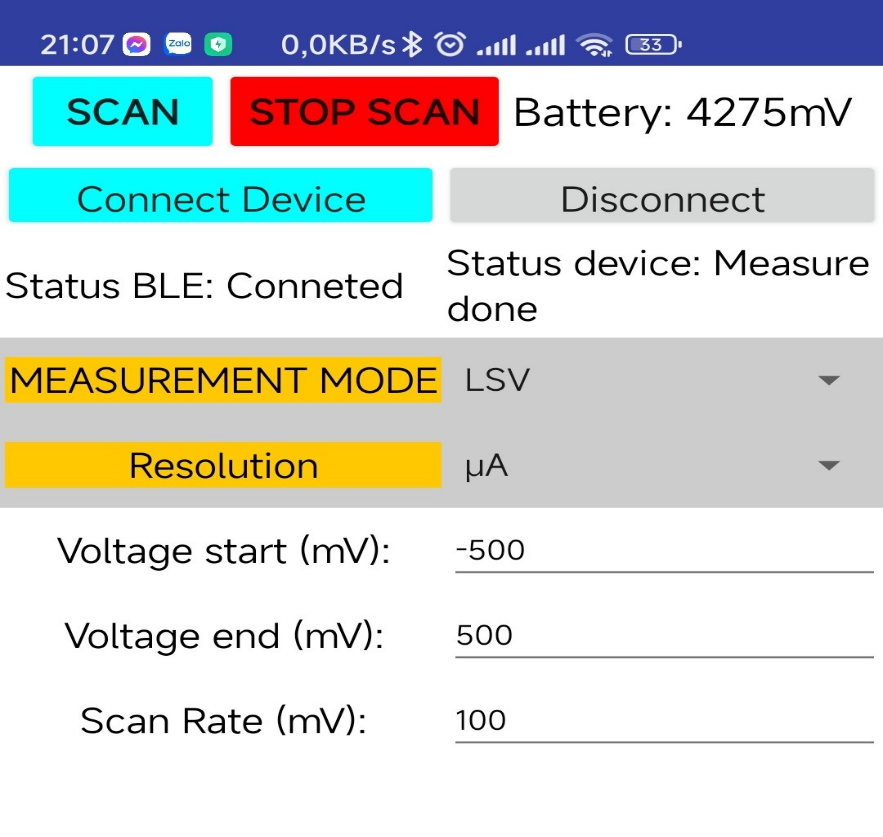 21:07 Zalo 0,0KB/s 33
SCAN STOP SCAN Battery: 4275mV
Connect Device Disconnect
Status BLE: Conneted
Status device: Measure
done
MEASUREMENT MODE LSV
Resolution µA
Voltage start (mV): -500
Voltage end (mV): 500
Scan Rate (mV): 100